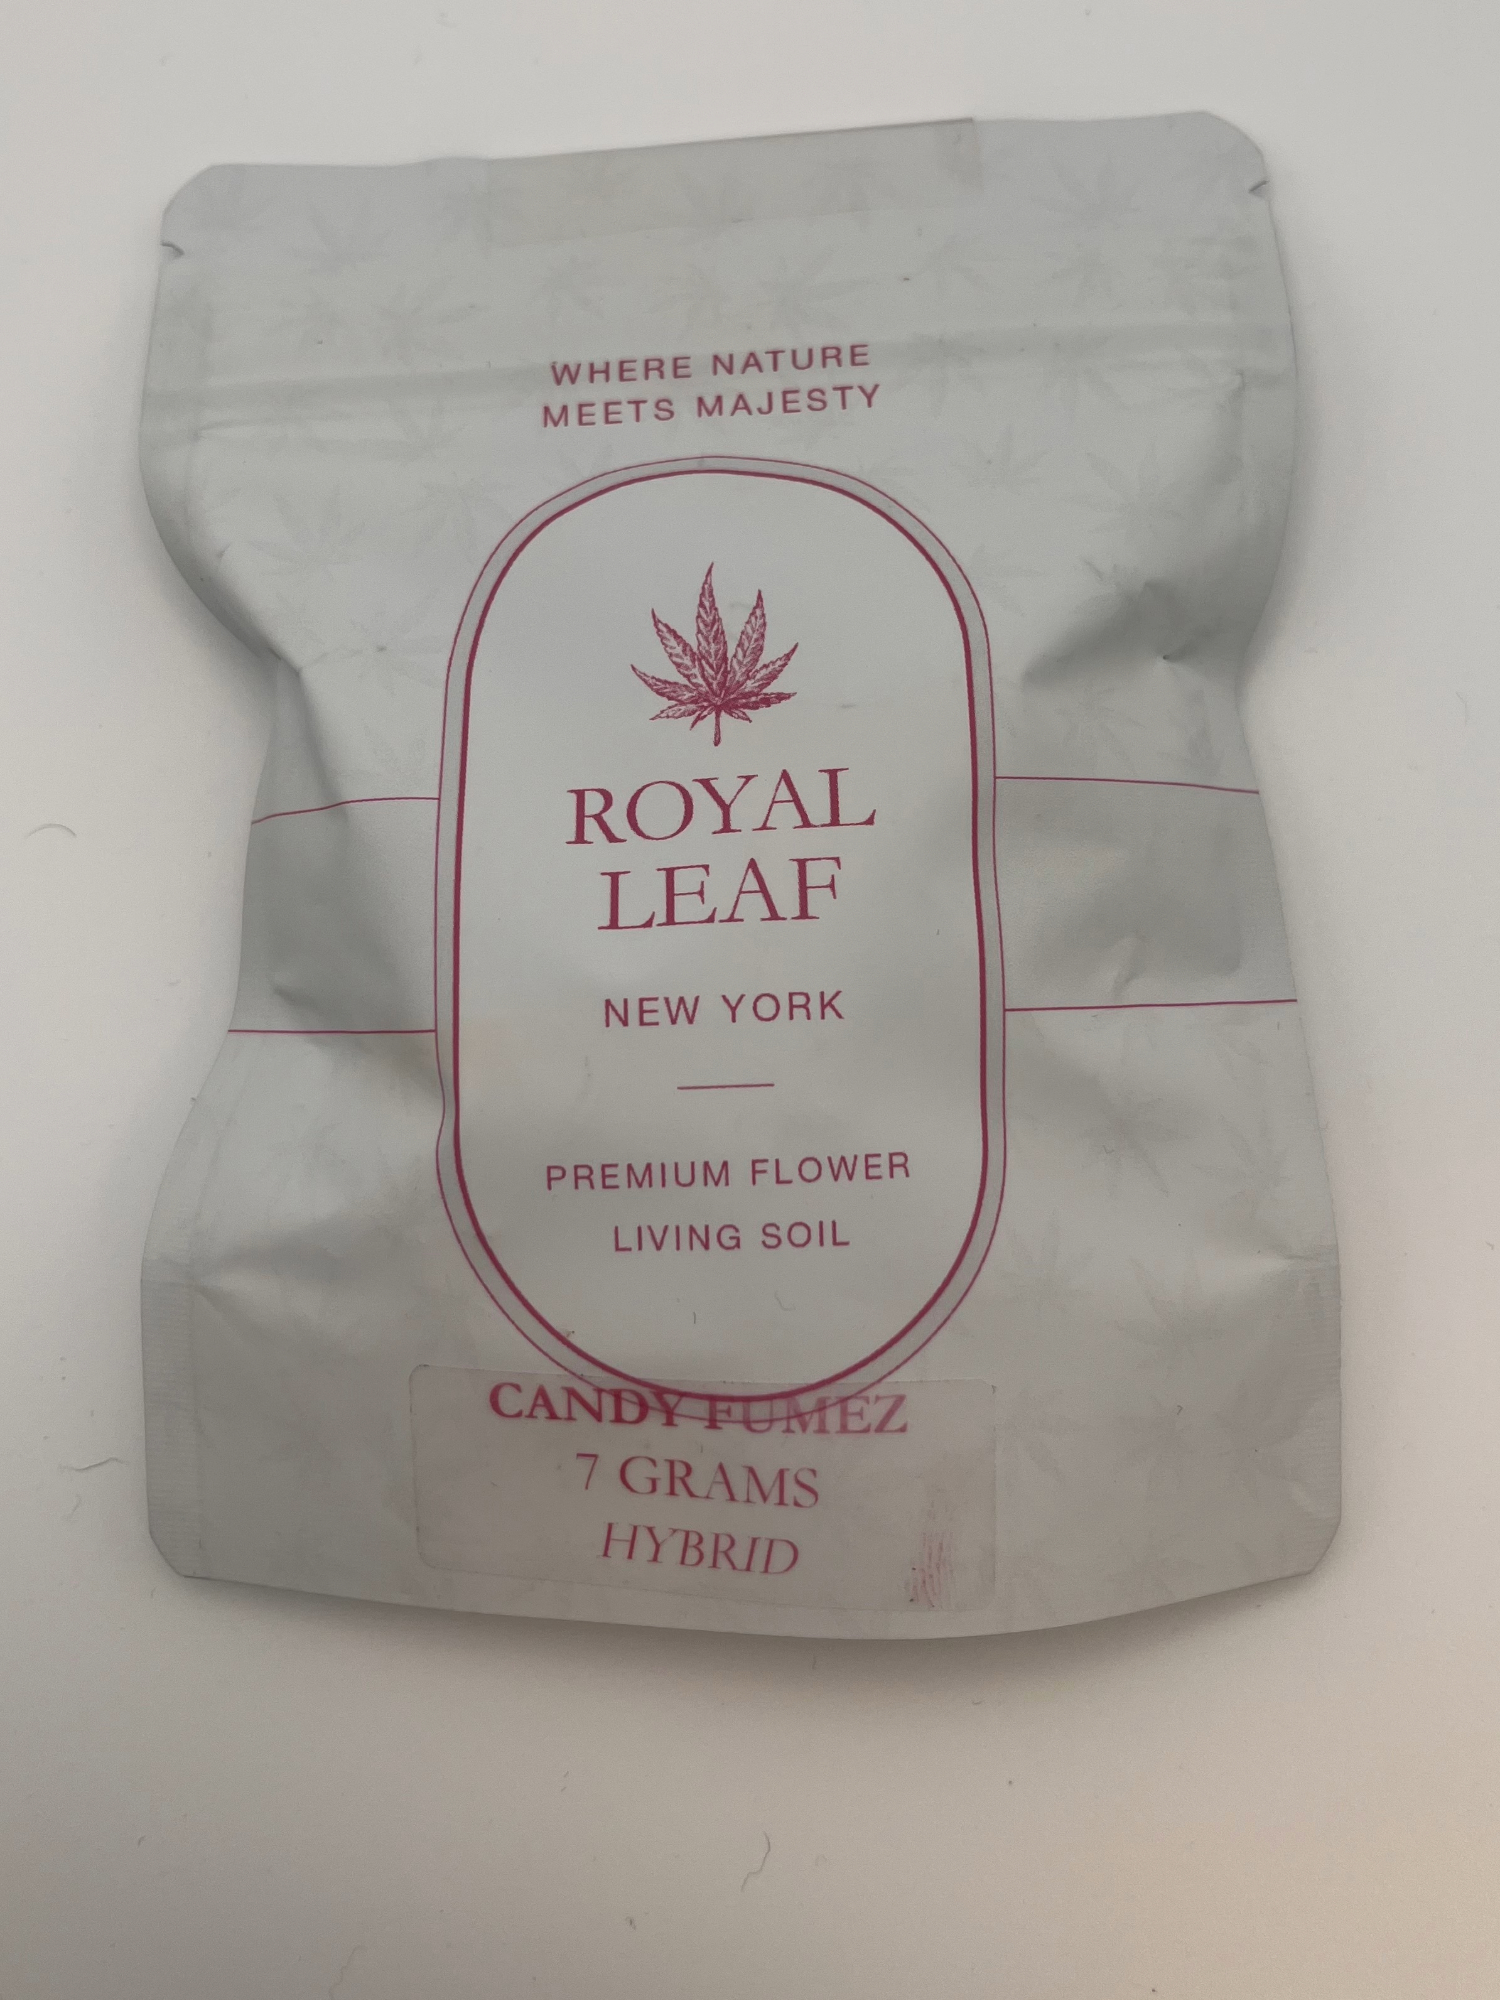 WHERE NATURE
MEETS MAJESTY
ROYAL
LEAF
NEW YORK
PREMIUM FLOWER
LIVING SOIL
CANDY FUMEZ
7 GRAMS
HYBRID